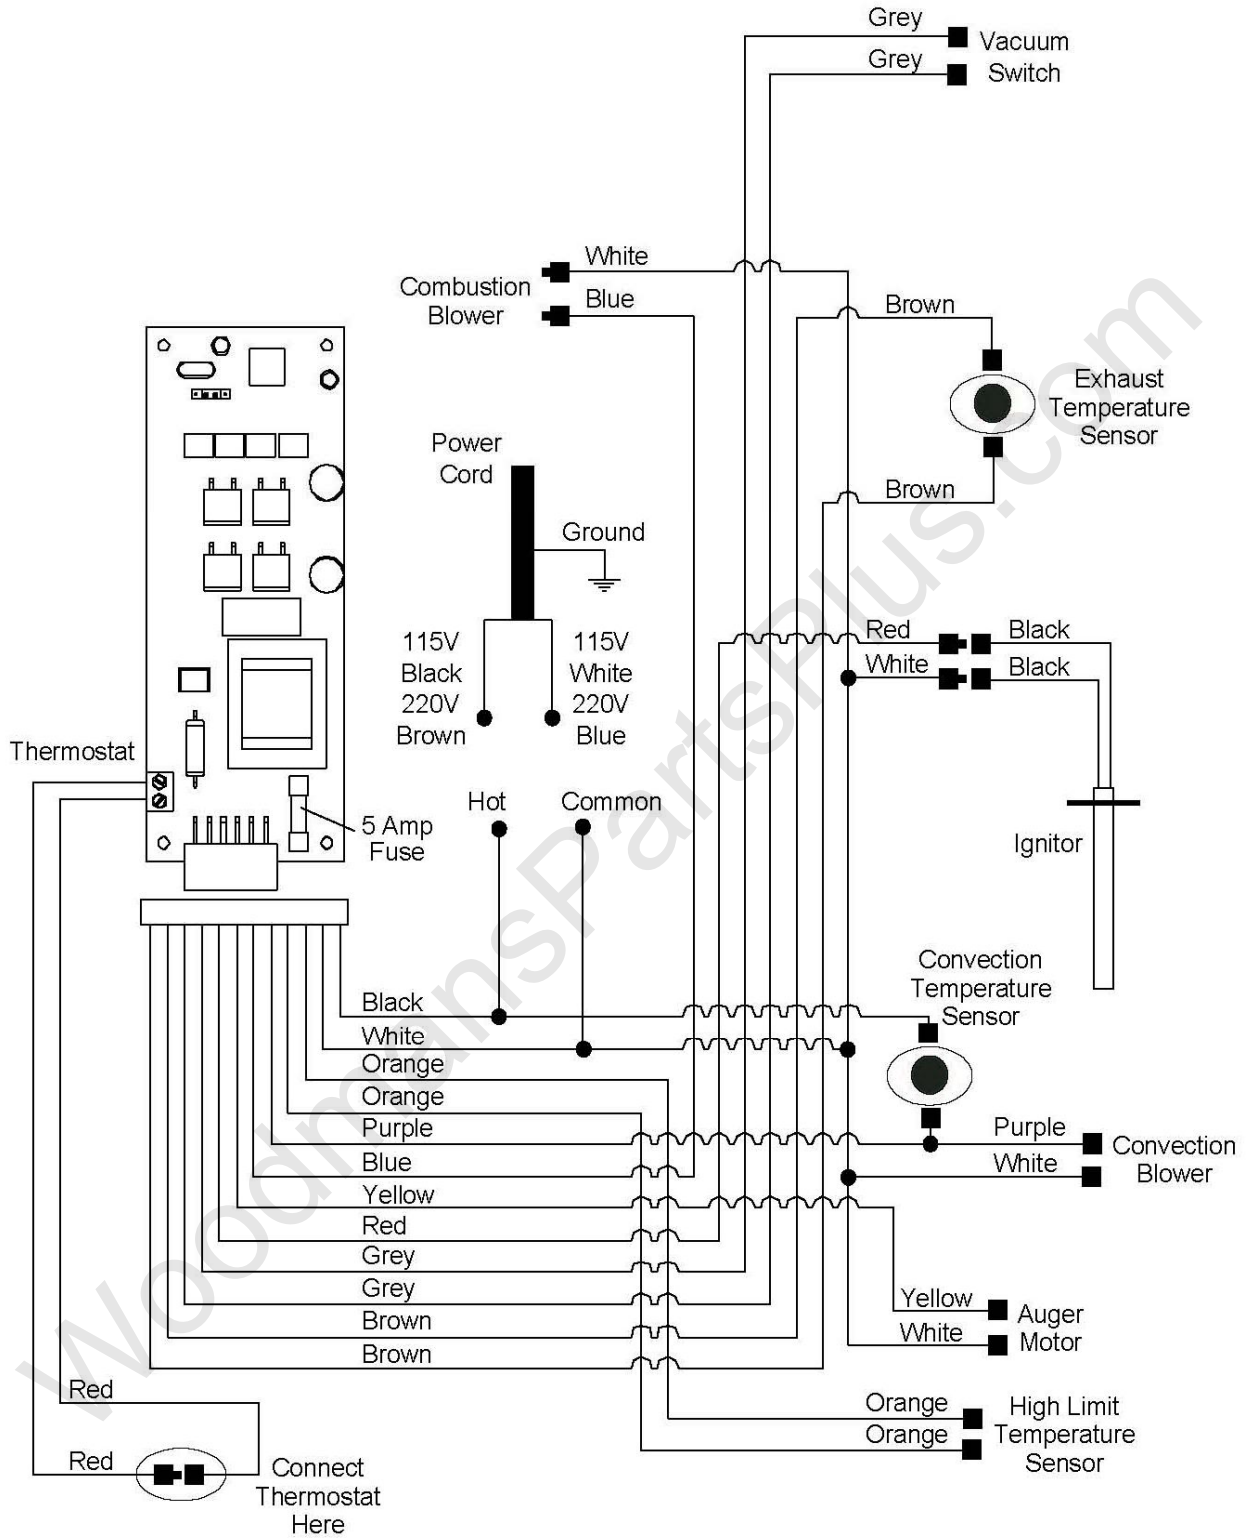 Grey
Vacuum
Grey
Switch
White
Combustion
Blower
Blue
Brown
Exhaust
Temperature
Sensor
Power
Cord
Brown
Ground
115V
Black
220V
Brown
115V
White
220V
Blue
Red
Black
White
Black
Thermostat
Hot
Common
5 Amp
Fuse
Ignitor
Convection
Temperature
Sensor
Black
White
Orange
Orange
Purple
Purple
Convection
Blower
White
Blue
Yellow
Red
Grey
Grey
Yellow
Auger
Motor
White
Brown
Brown
Red
Red
Connect
Thermostat
Here
Orange
Orange
High Limit
Temperature
Sensor
WoodmansPartsPlus.com